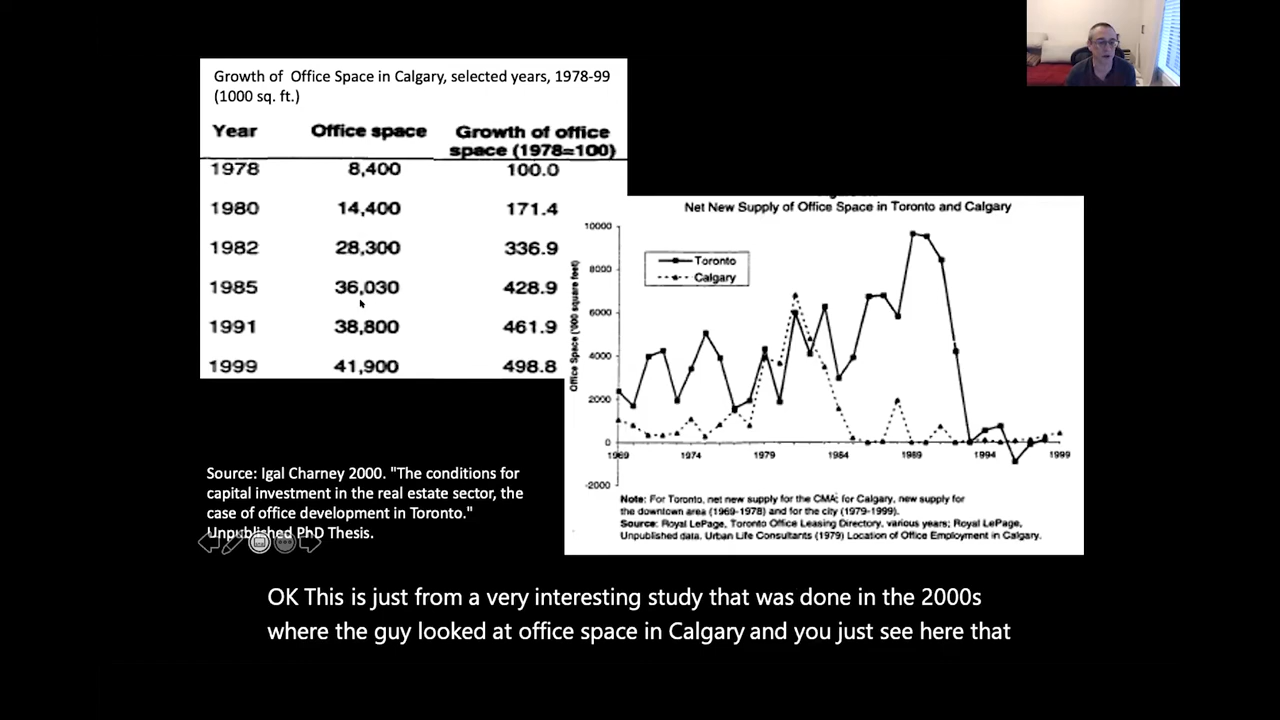 Growth of Office Space in Calgary, selected years, 1978-99
(1000 sq. ft.)
Year Office space Growth of office
space (1978=100)
1978 8,400 100.0
1980 14,400 171.4
1982 28,300 336.9
1985 36,030 428.9
1991 38,800 461.9
1999 41,900 498.8
Net New Supply of Office Space in Toronto and Calgary
10000
8000
6000
4000
2000
0
-2000
Office Space ('000 square feet)
Toronto
Calgary
1969 1974 1979 1984 1989 1994 1999
Note: For Toronto, net new supply for the CMA; for Calgary, new supply for
the downtown area (1969-1978) and for the city (1979-1999).
Source: Royal LePage, Toronto Office Leasing Directory, various years; Royal LePage,
Unpublished data. Urban Life Consultants (1979) Location of Office Employment in Calgary.
Source: Igal Charney 2000. "The conditions for
capital investment in the real estate sector, the
case of office development in Toronto."
Unpublished PhD Thesis.
OK This is just from a very interesting study that was done in the 2000s
where the guy looked at office space in Calgary and you just see here that